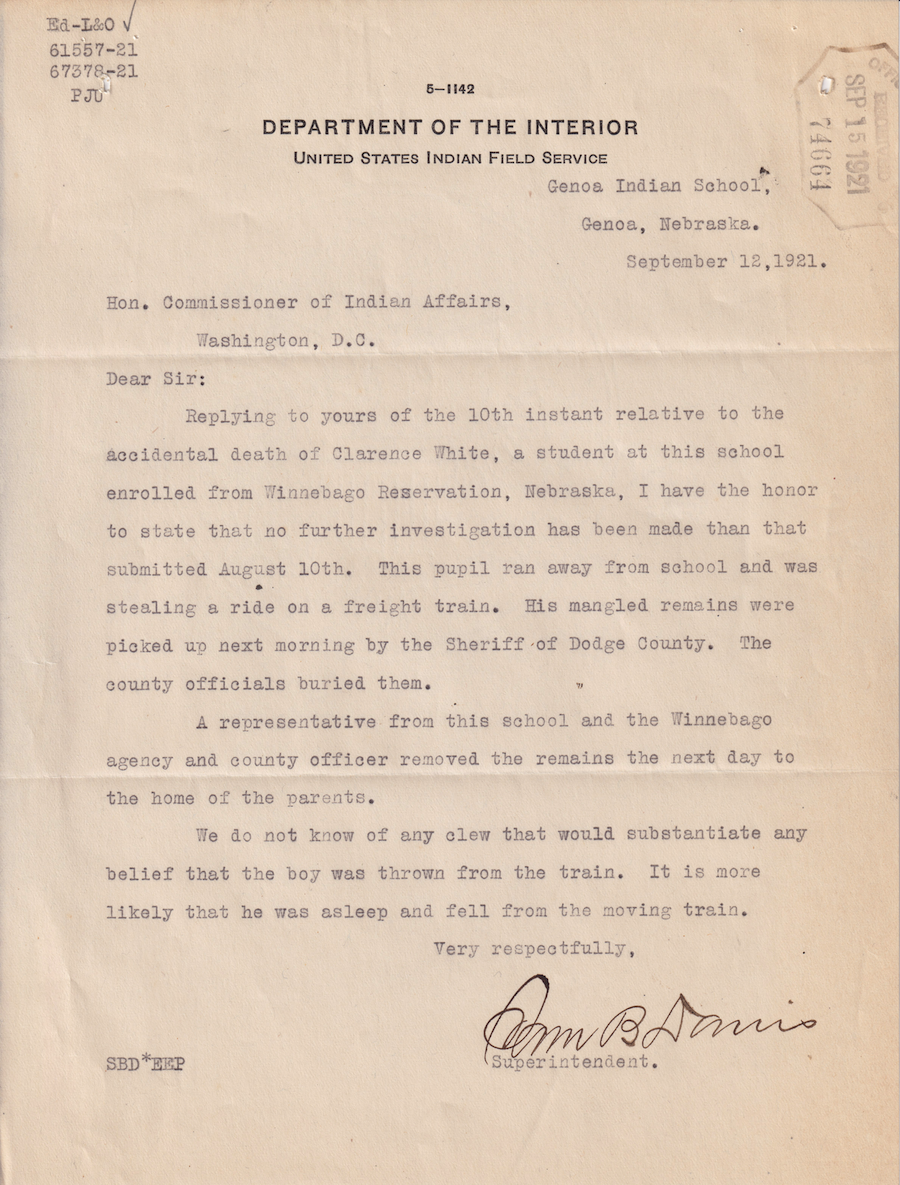 Ed-L&O ✓
61557-21
67378-21
PJU
5—1142
DEPARTMENT OF THE INTERIOR
UNITED STATES INDIAN FIELD SERVICE
RECEIVED
SEP 15 1921
74664
Genoa Indian School,
Genoa, Nebraska.
September 12,1921.
Hon. Commissioner of Indian Affairs,
Washington, D.C.
Dear Sir:
Replying to yours of the 10th instant relative to the
accidental death of Clarence White, a student at this school
enrolled from Winnebago Reservation, Nebraska, I have the honor
to state that no further investigation has been made than that
submitted August 10th. This pupil ran away from school and was
stealing a ride on a freight train. His mangled remains were
picked up next morning by the Sheriff of Dodge County. The
county officials buried them.
A representative from this school and the Winnebago
agency and county officer removed the remains the next day to
the home of the parents.
We do not know of any clew that would substantiate any
belief that the boy was thrown from the train. It is more
likely that he was asleep and fell from the moving train.
Very respectfully,
B Davis
SBD*EEP
Superintendent.